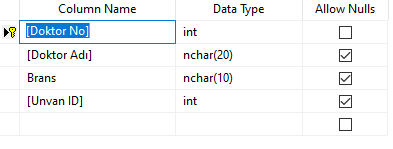 Column Name Data Type Allow Nulls
[Doktor No] int
[Doktor Adı] nchar(20)
Brans nchar(10)
[Unvan ID] int